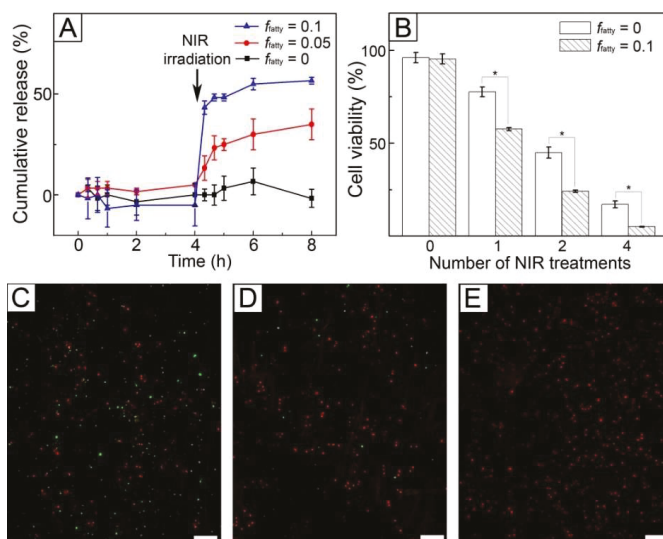 A
NIR
irradiation
f_fatty = 0.1
f_fatty = 0.05
f_fatty = 0
Cumulative release (%)
50
0
0 2 4 6 8
Time (h)
B
f_fatty = 0
f_fatty = 0.1
Cell viability (%)
100
50
* * *
0 1 2 4
Number of NIR treatments
C
D
E